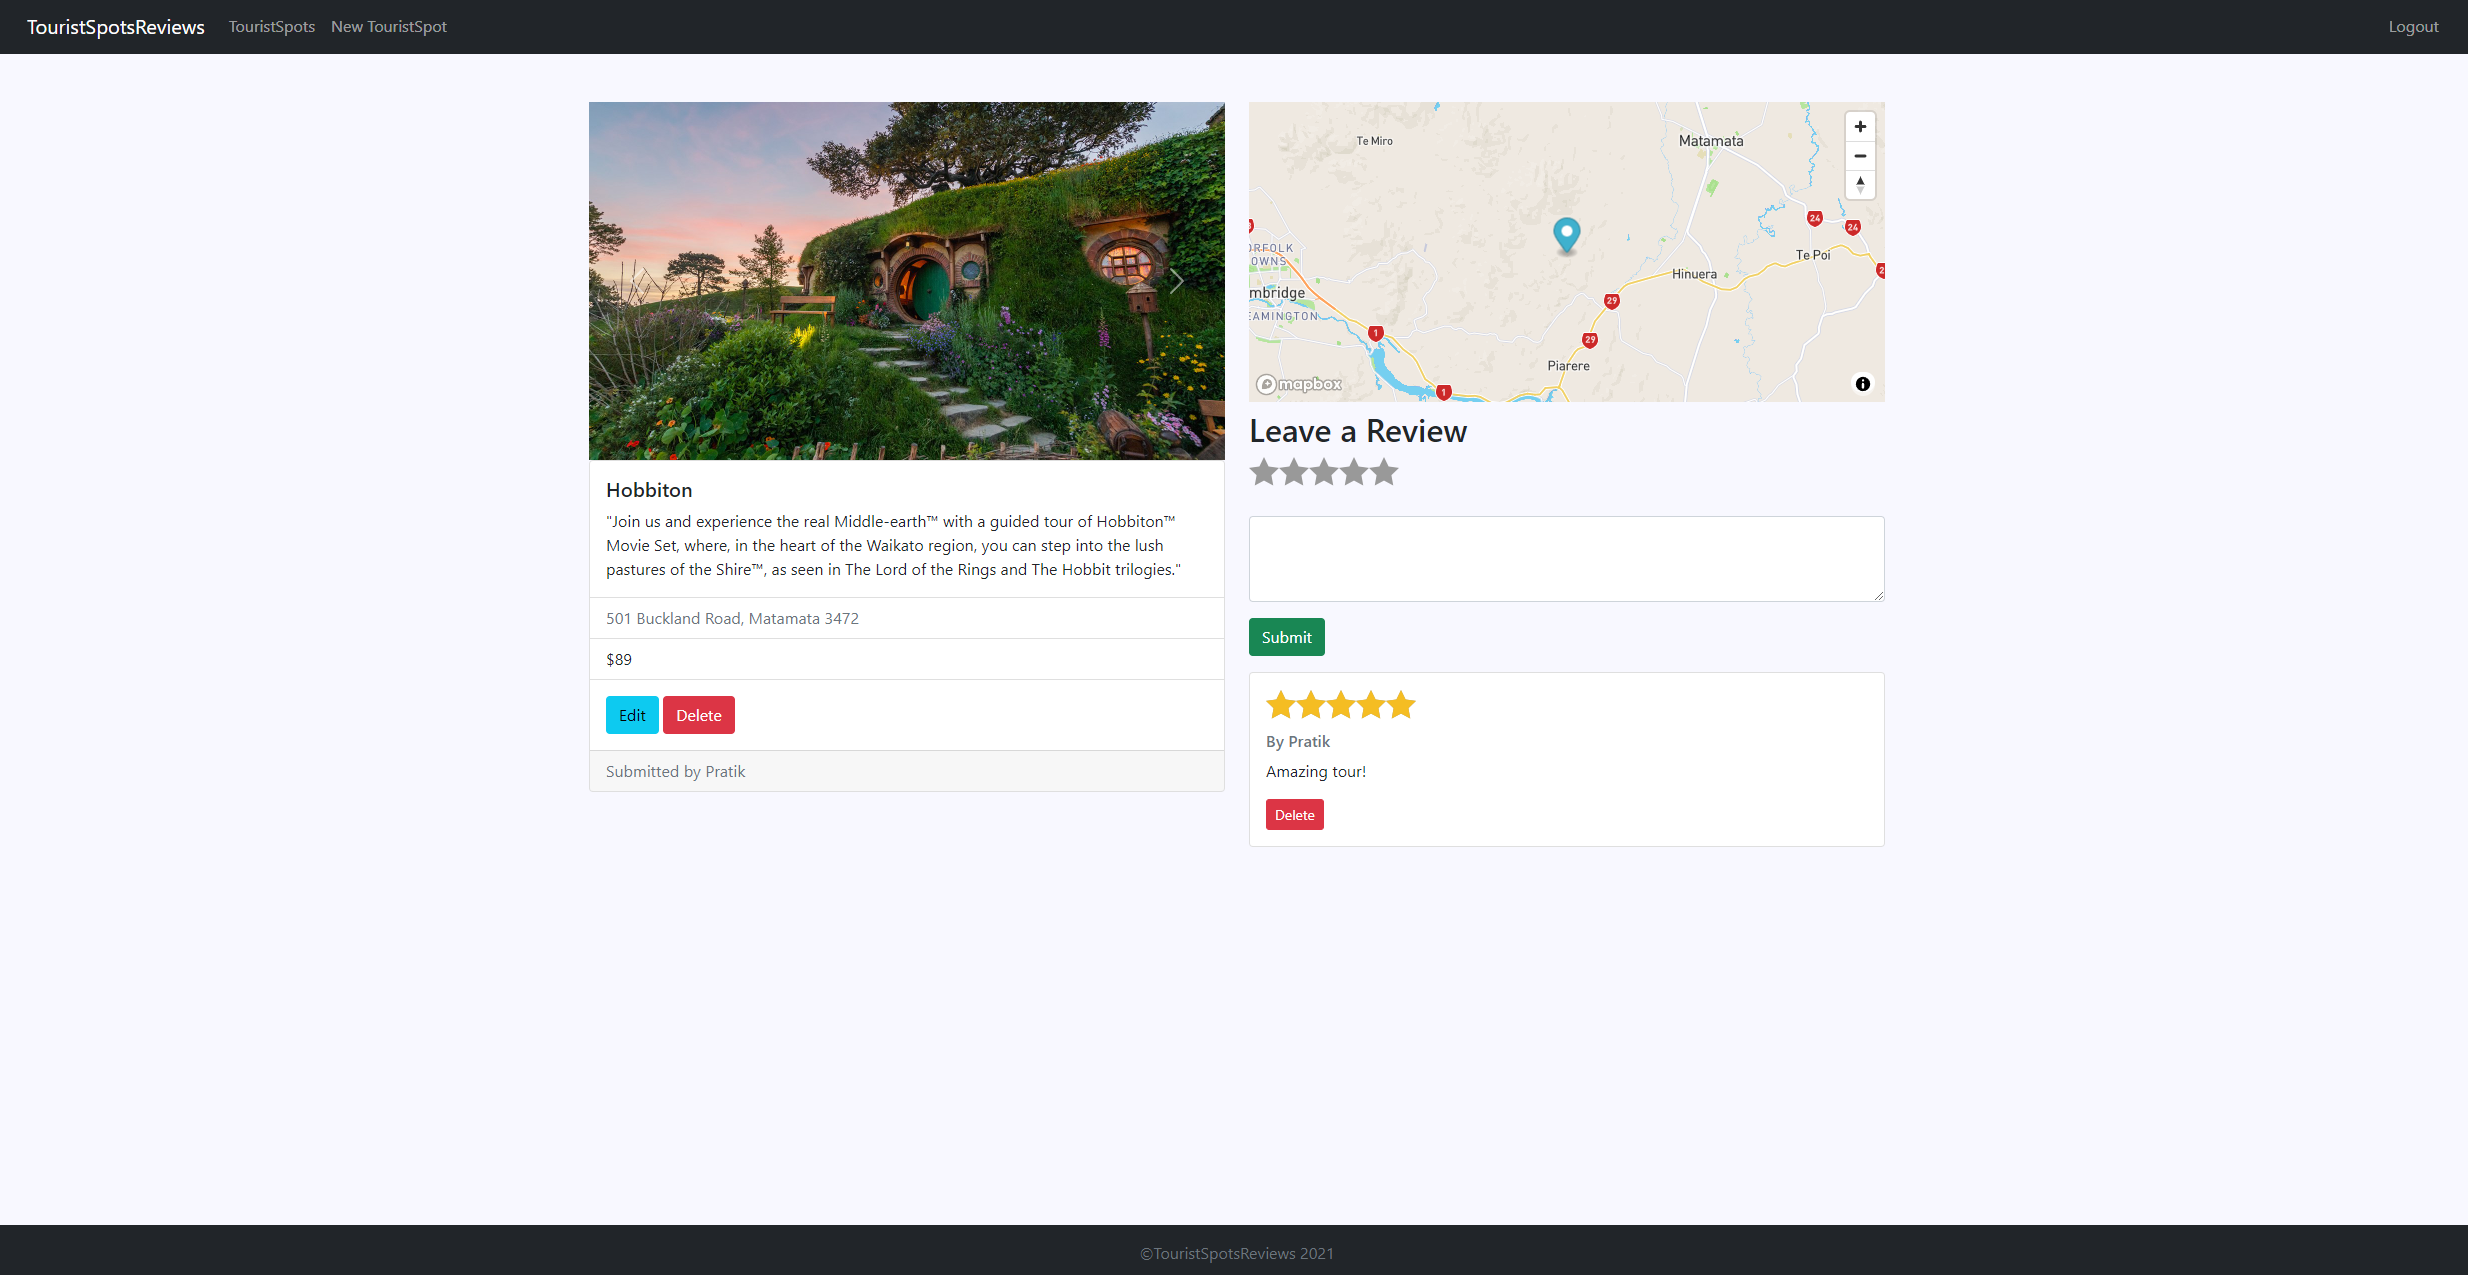 TouristSpotsReviews TouristSpots New TouristSpot Logout
Te Miro
Matamata
24
24
Te Poi
Hinuera
OWNS
mbridge
29
EAMINGTON
1
29
Piarere
1
mapbox
Hobbiton
"Join us and experience the real Middle-earth™ with a guided tour of Hobbiton™
Movie Set, where, in the heart of the Waikato region, you can step into the lush
pastures of the Shire™, as seen in The Lord of the Rings and The Hobbit trilogies."
501 Buckland Road, Matamata 3472
$89
Edit Delete
Submitted by Pratik
Leave a Review
Submit
By Pratik
Amazing tour!
Delete
©TouristSpotsReviews 2021